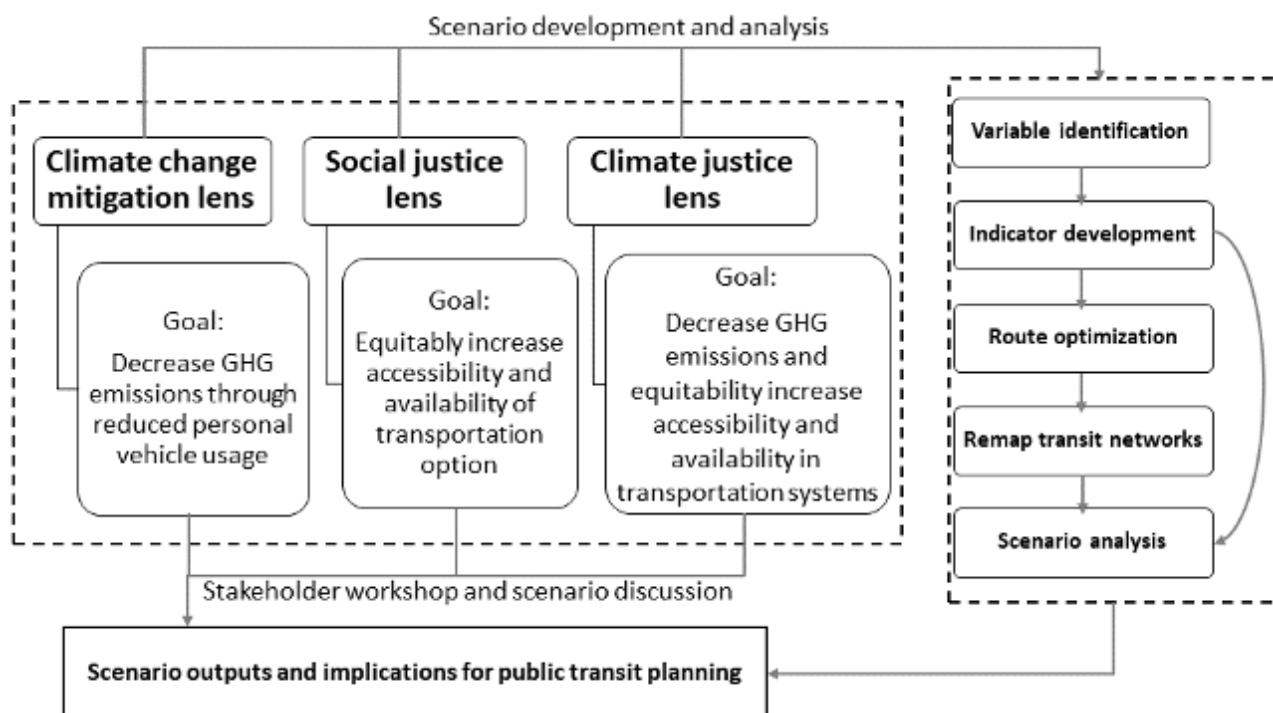 Scenario development and analysis
Climate change
mitigation lens
Goal:
Decrease GHG
emissions through
reduced personal
vehicle usage
Social justice
lens
Goal:
Equitably increase
accessibility and
availability of
transportation
option
Climate justice
lens
Goal:
Decrease GHG
emissions and
equitability increase
accessibility and
availability in
transportation systems
Variable identification
Indicator development
Route optimization
Remap transit networks
Scenario analysis
Stakeholder workshop and scenario discussion
Scenario outputs and implications for public transit planning